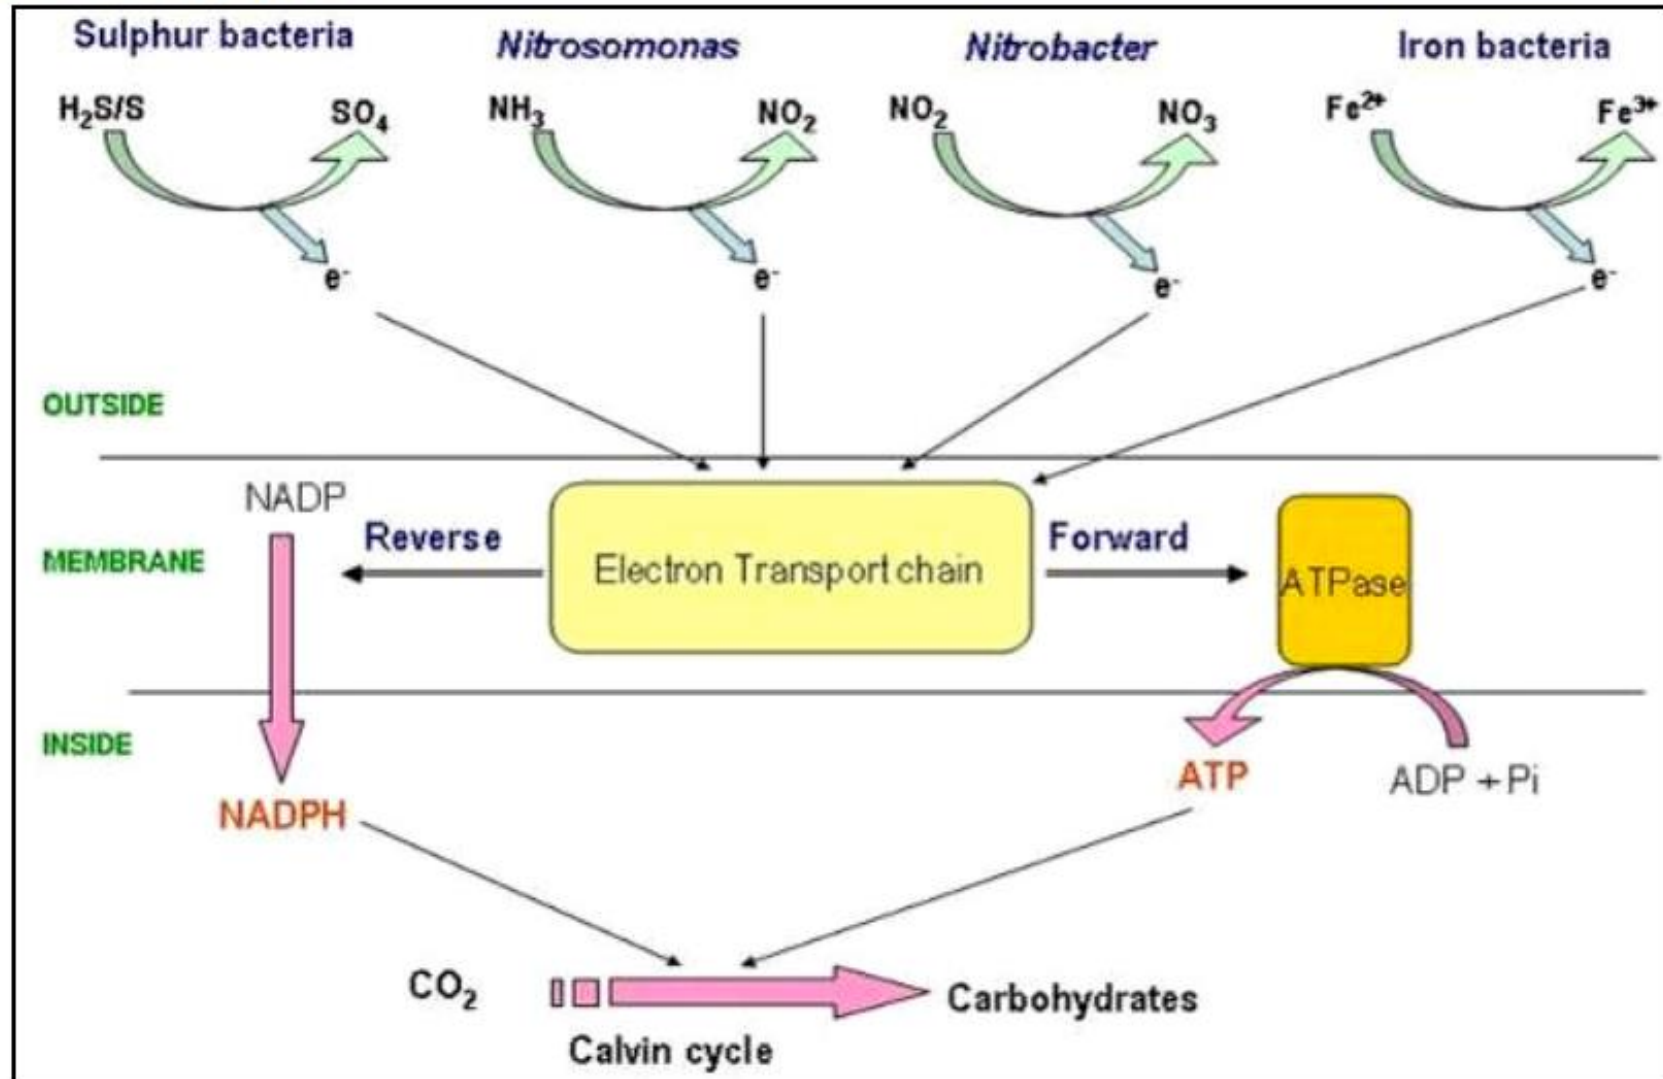 Sulphur bacteria Nitrosomonas Nitrobacter Iron bacteria
H₂S/S SO₄ NH₃ NO₂ NO₂ NO₃ Fe²⁺ Fe³⁺
e⁻ e⁻ e⁻ e⁻
OUTSIDE
NADP
Reverse Forward
MEMBRANE Electron Transport chain ATPase
INSIDE
NADPH ATP ADP + Pi
CO₂ Carbohydrates
Calvin cycle